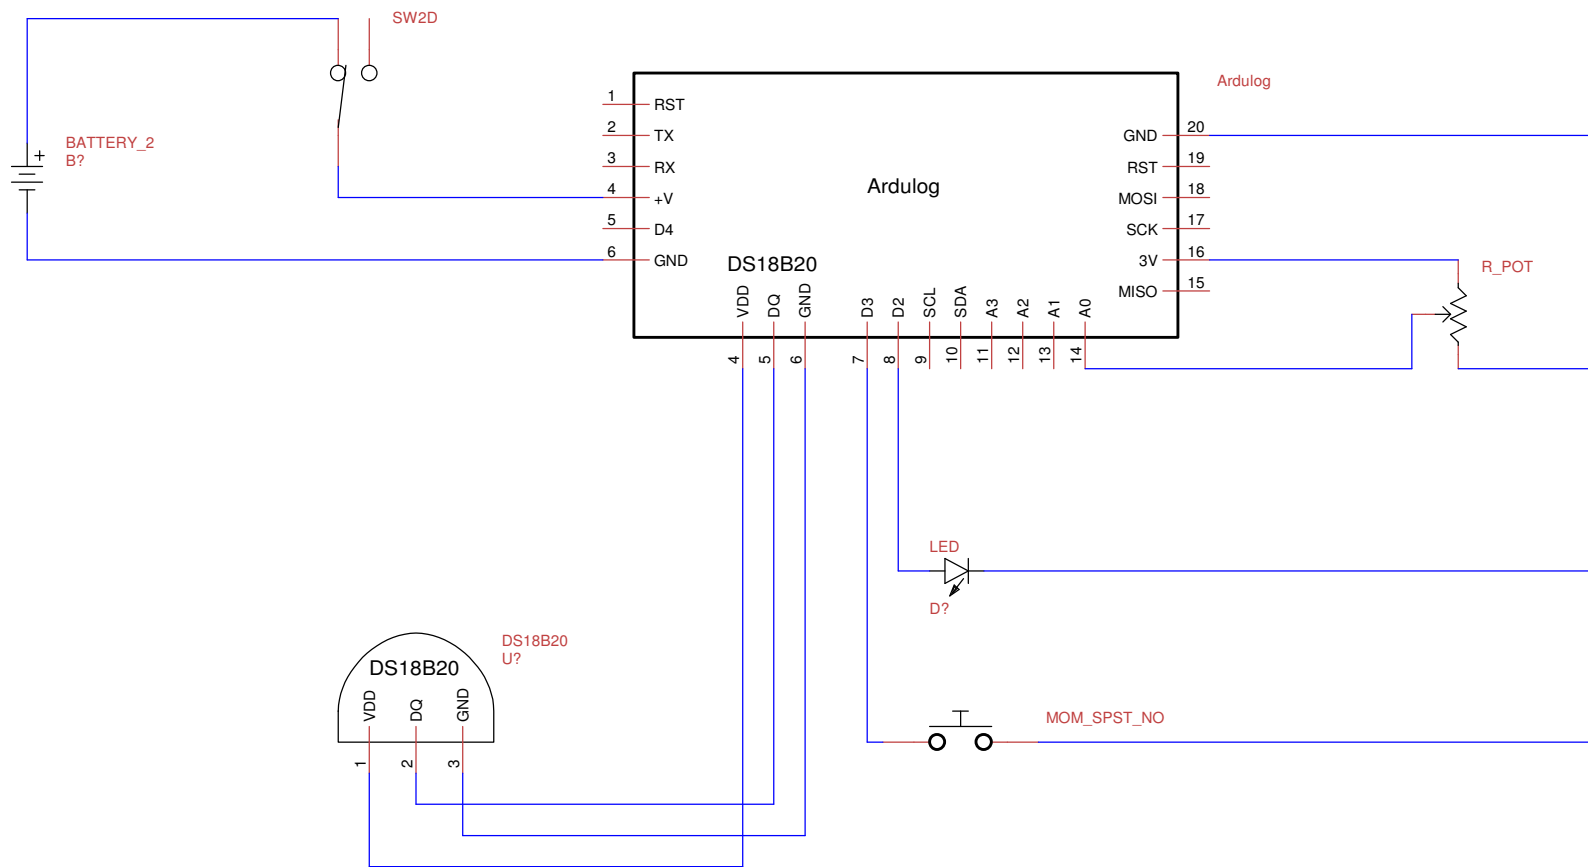 SW2D
BATTERY_2
B?
+
Ardulog
Ardulog
1 RST
2 TX
3 RX
4 +V
5 D4
6 GND
GND 20
RST 19
MOSI 18
SCK 17
3V 16
MISO 15
R_POT
DS18B20
VDD DQ GND D3 D2 SCL SDA A3 A2 A1 A0
4 5 6 7 8 9 10 11 12 13 14
LED
D?
DS18B20
U?
DS18B20
VDD DQ GND
1 2 3
MOM_SPST_NO